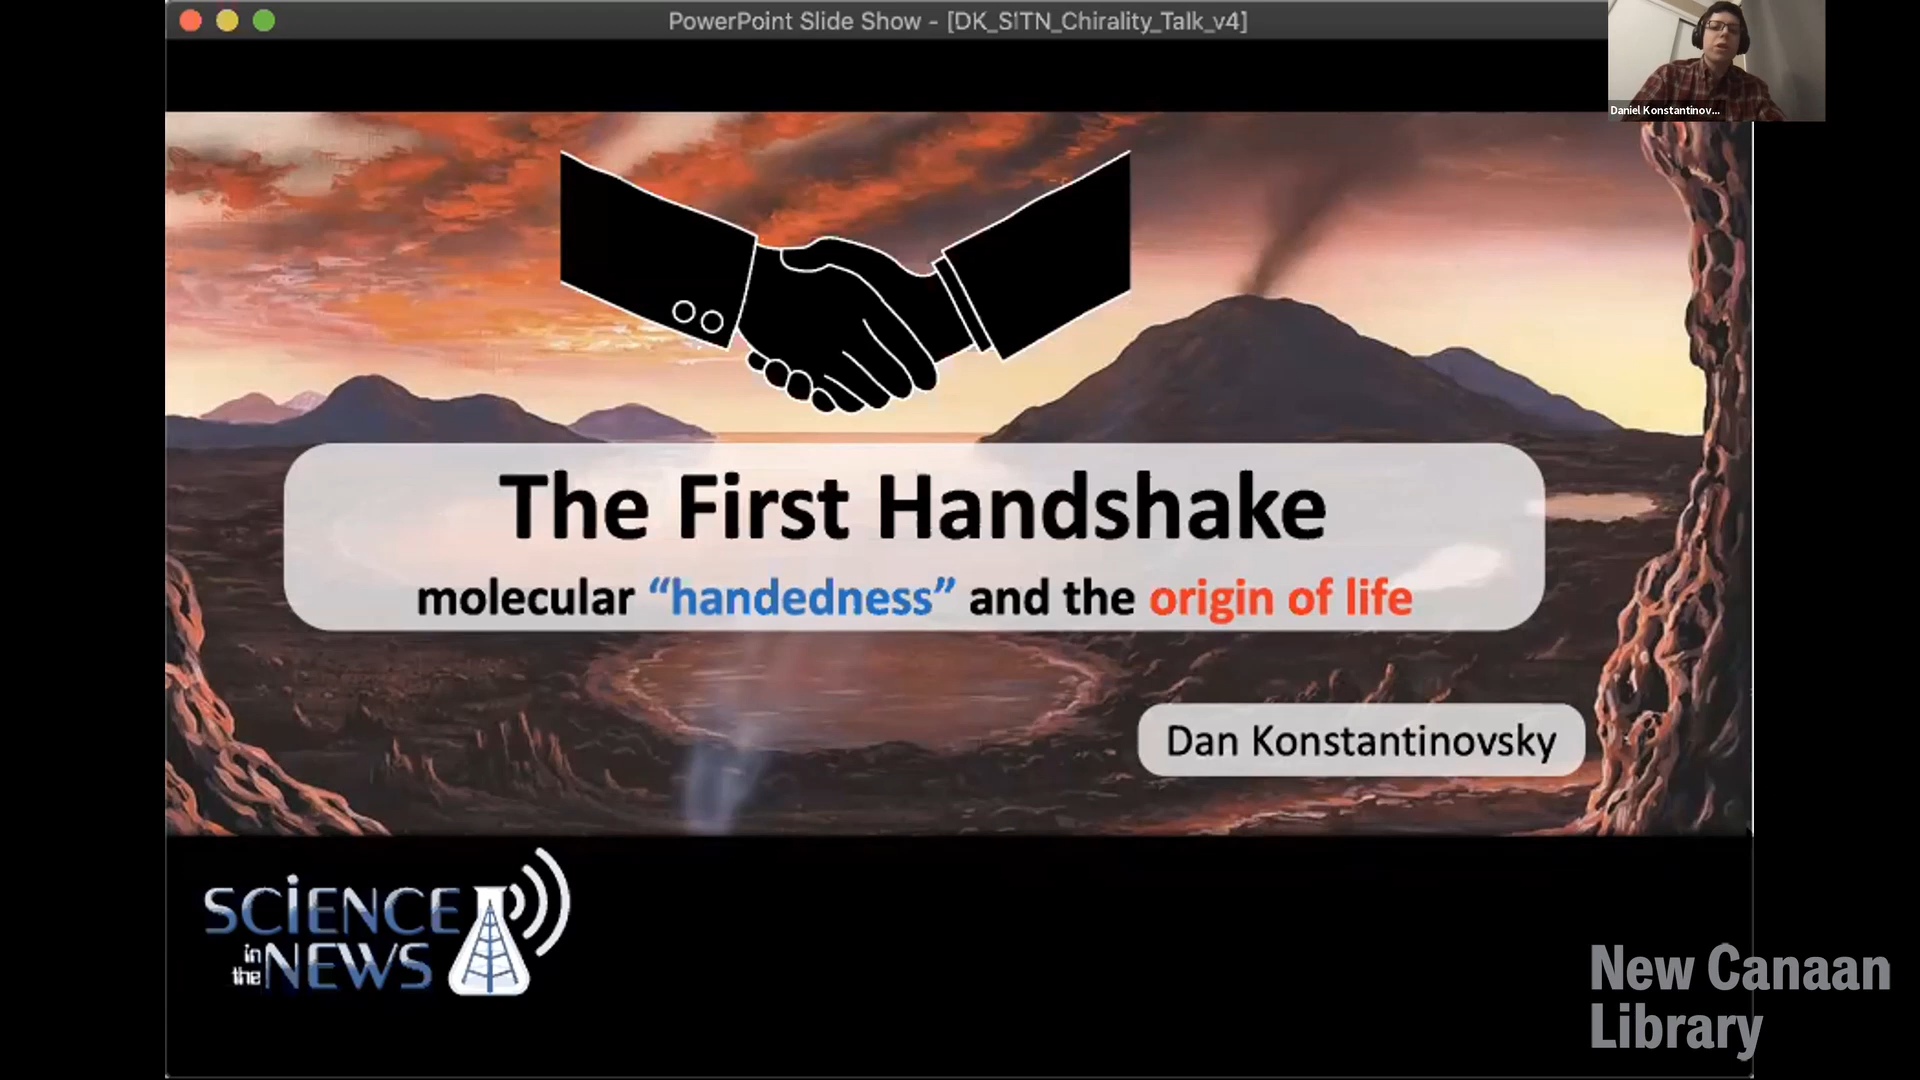 PowerPoint Slide Show - [DK_SITN_Chirality_Talk_v4]
Daniel Konstantinov...
The First Handshake
molecular “handedness” and the origin of life
Dan Konstantinovsky
SCiENCE
in the NEWS
New Canaan
Library